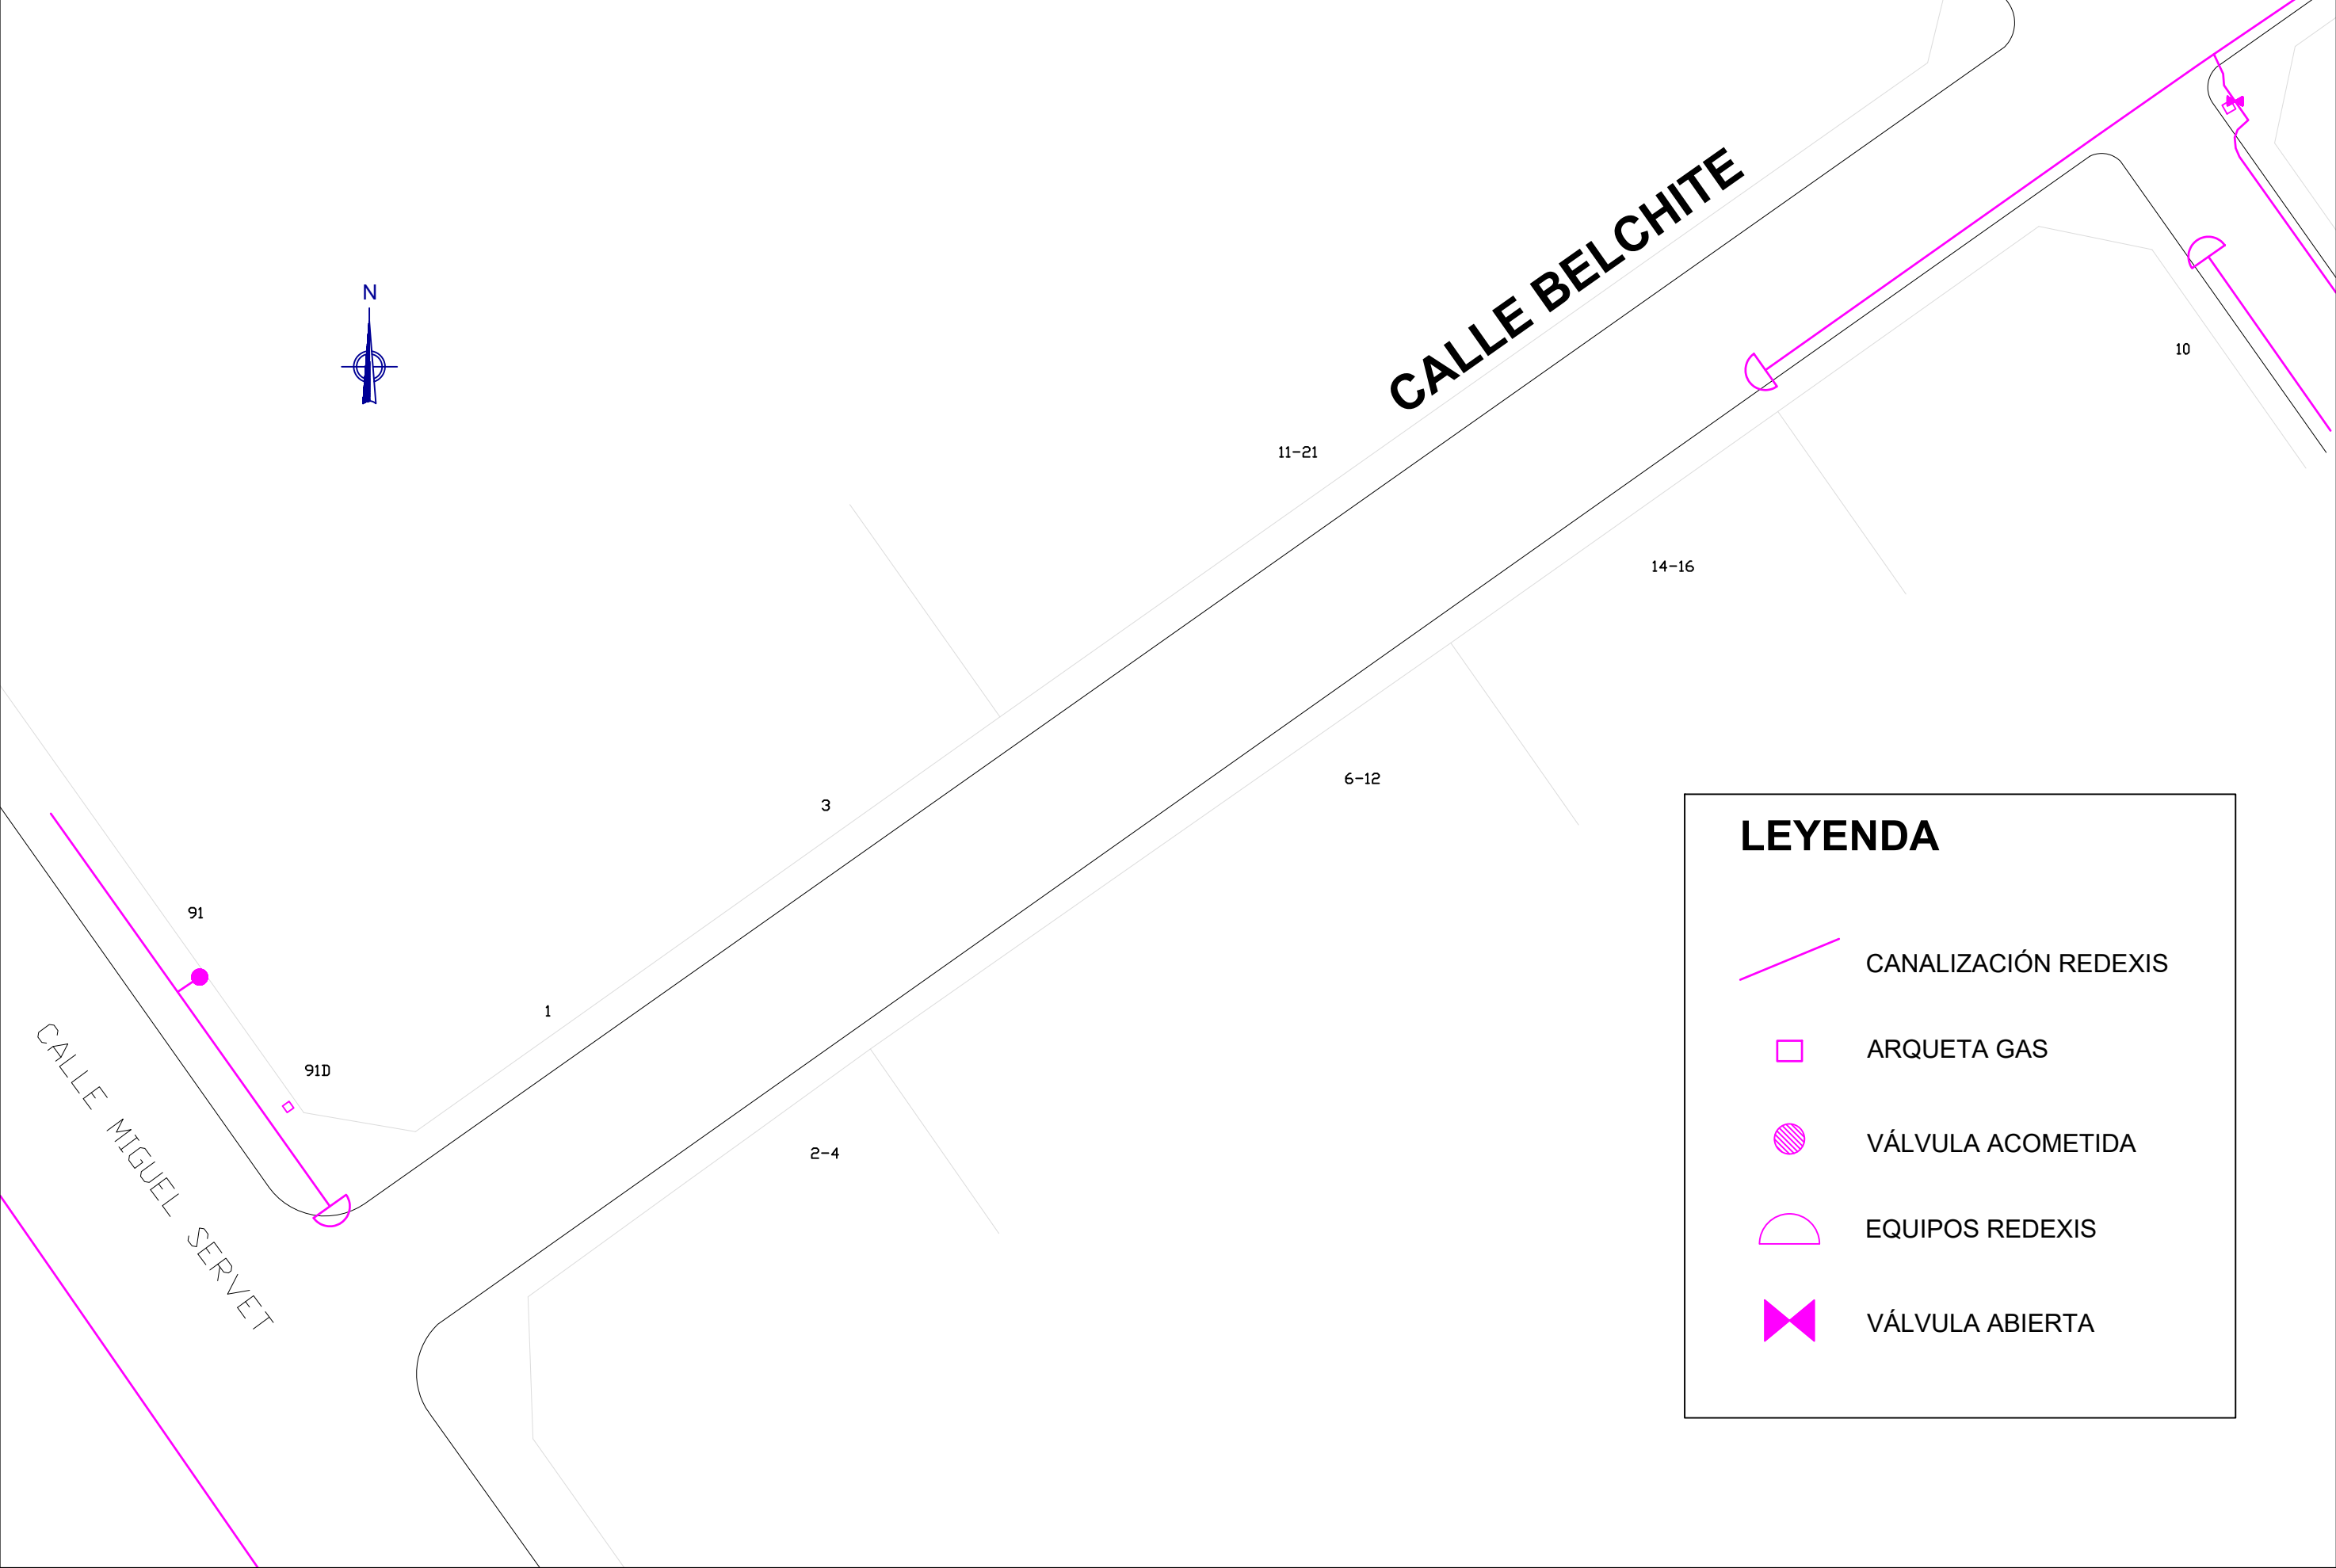 N
CALLE BELCHITE
10
11-21
14-16
6-12
3
91
1
91D
2-4
CALLE MIGUEL SERVET
LEYENDA
CANALIZACIÓN REDEXIS
ARQUETA GAS
VÁLVULA ACOMETIDA
EQUIPOS REDEXIS
VÁLVULA ABIERTA